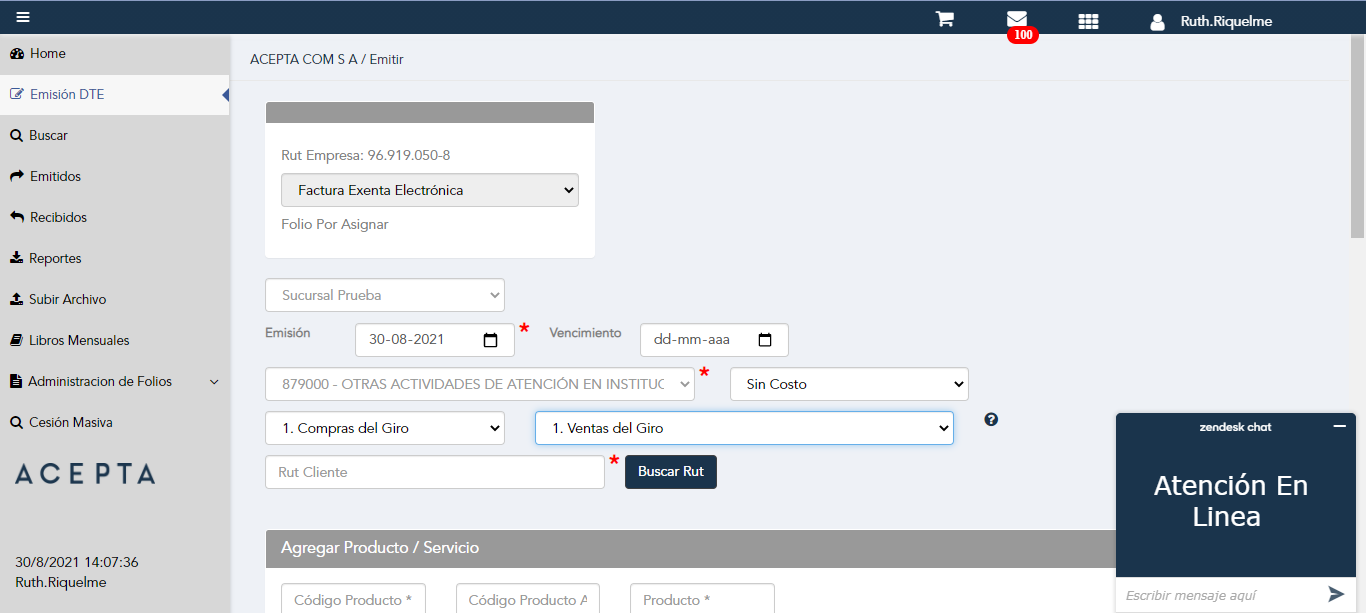 Ruth.Riquelme
100
Home
Emisión DTE
Buscar
Emitidos
Recibidos
Reportes
Subir Archivo
Libros Mensuales
Administracion de Folios
Cesión Masiva
ACEPTA
30/8/2021 14:07:36
Ruth.Riquelme
ACEPTA COM S A / Emitir
Rut Empresa: 96.919.050-8
Factura Exenta Electrónica
Folio Por Asignar
Sucursal Prueba
Emisión 30-08-2021 * Vencimiento dd-mm-aaa
879000 - OTRAS ACTIVIDADES DE ATENCIÓN EN INSTITUC * Sin Costo
1. Compras del Giro 1. Ventas del Giro ?
Rut Cliente * Buscar Rut
Agregar Producto / Servicio
Código Producto * Código Producto A Producto *
zendesk chat
Atención En
Linea
Escribir mensaje aquí